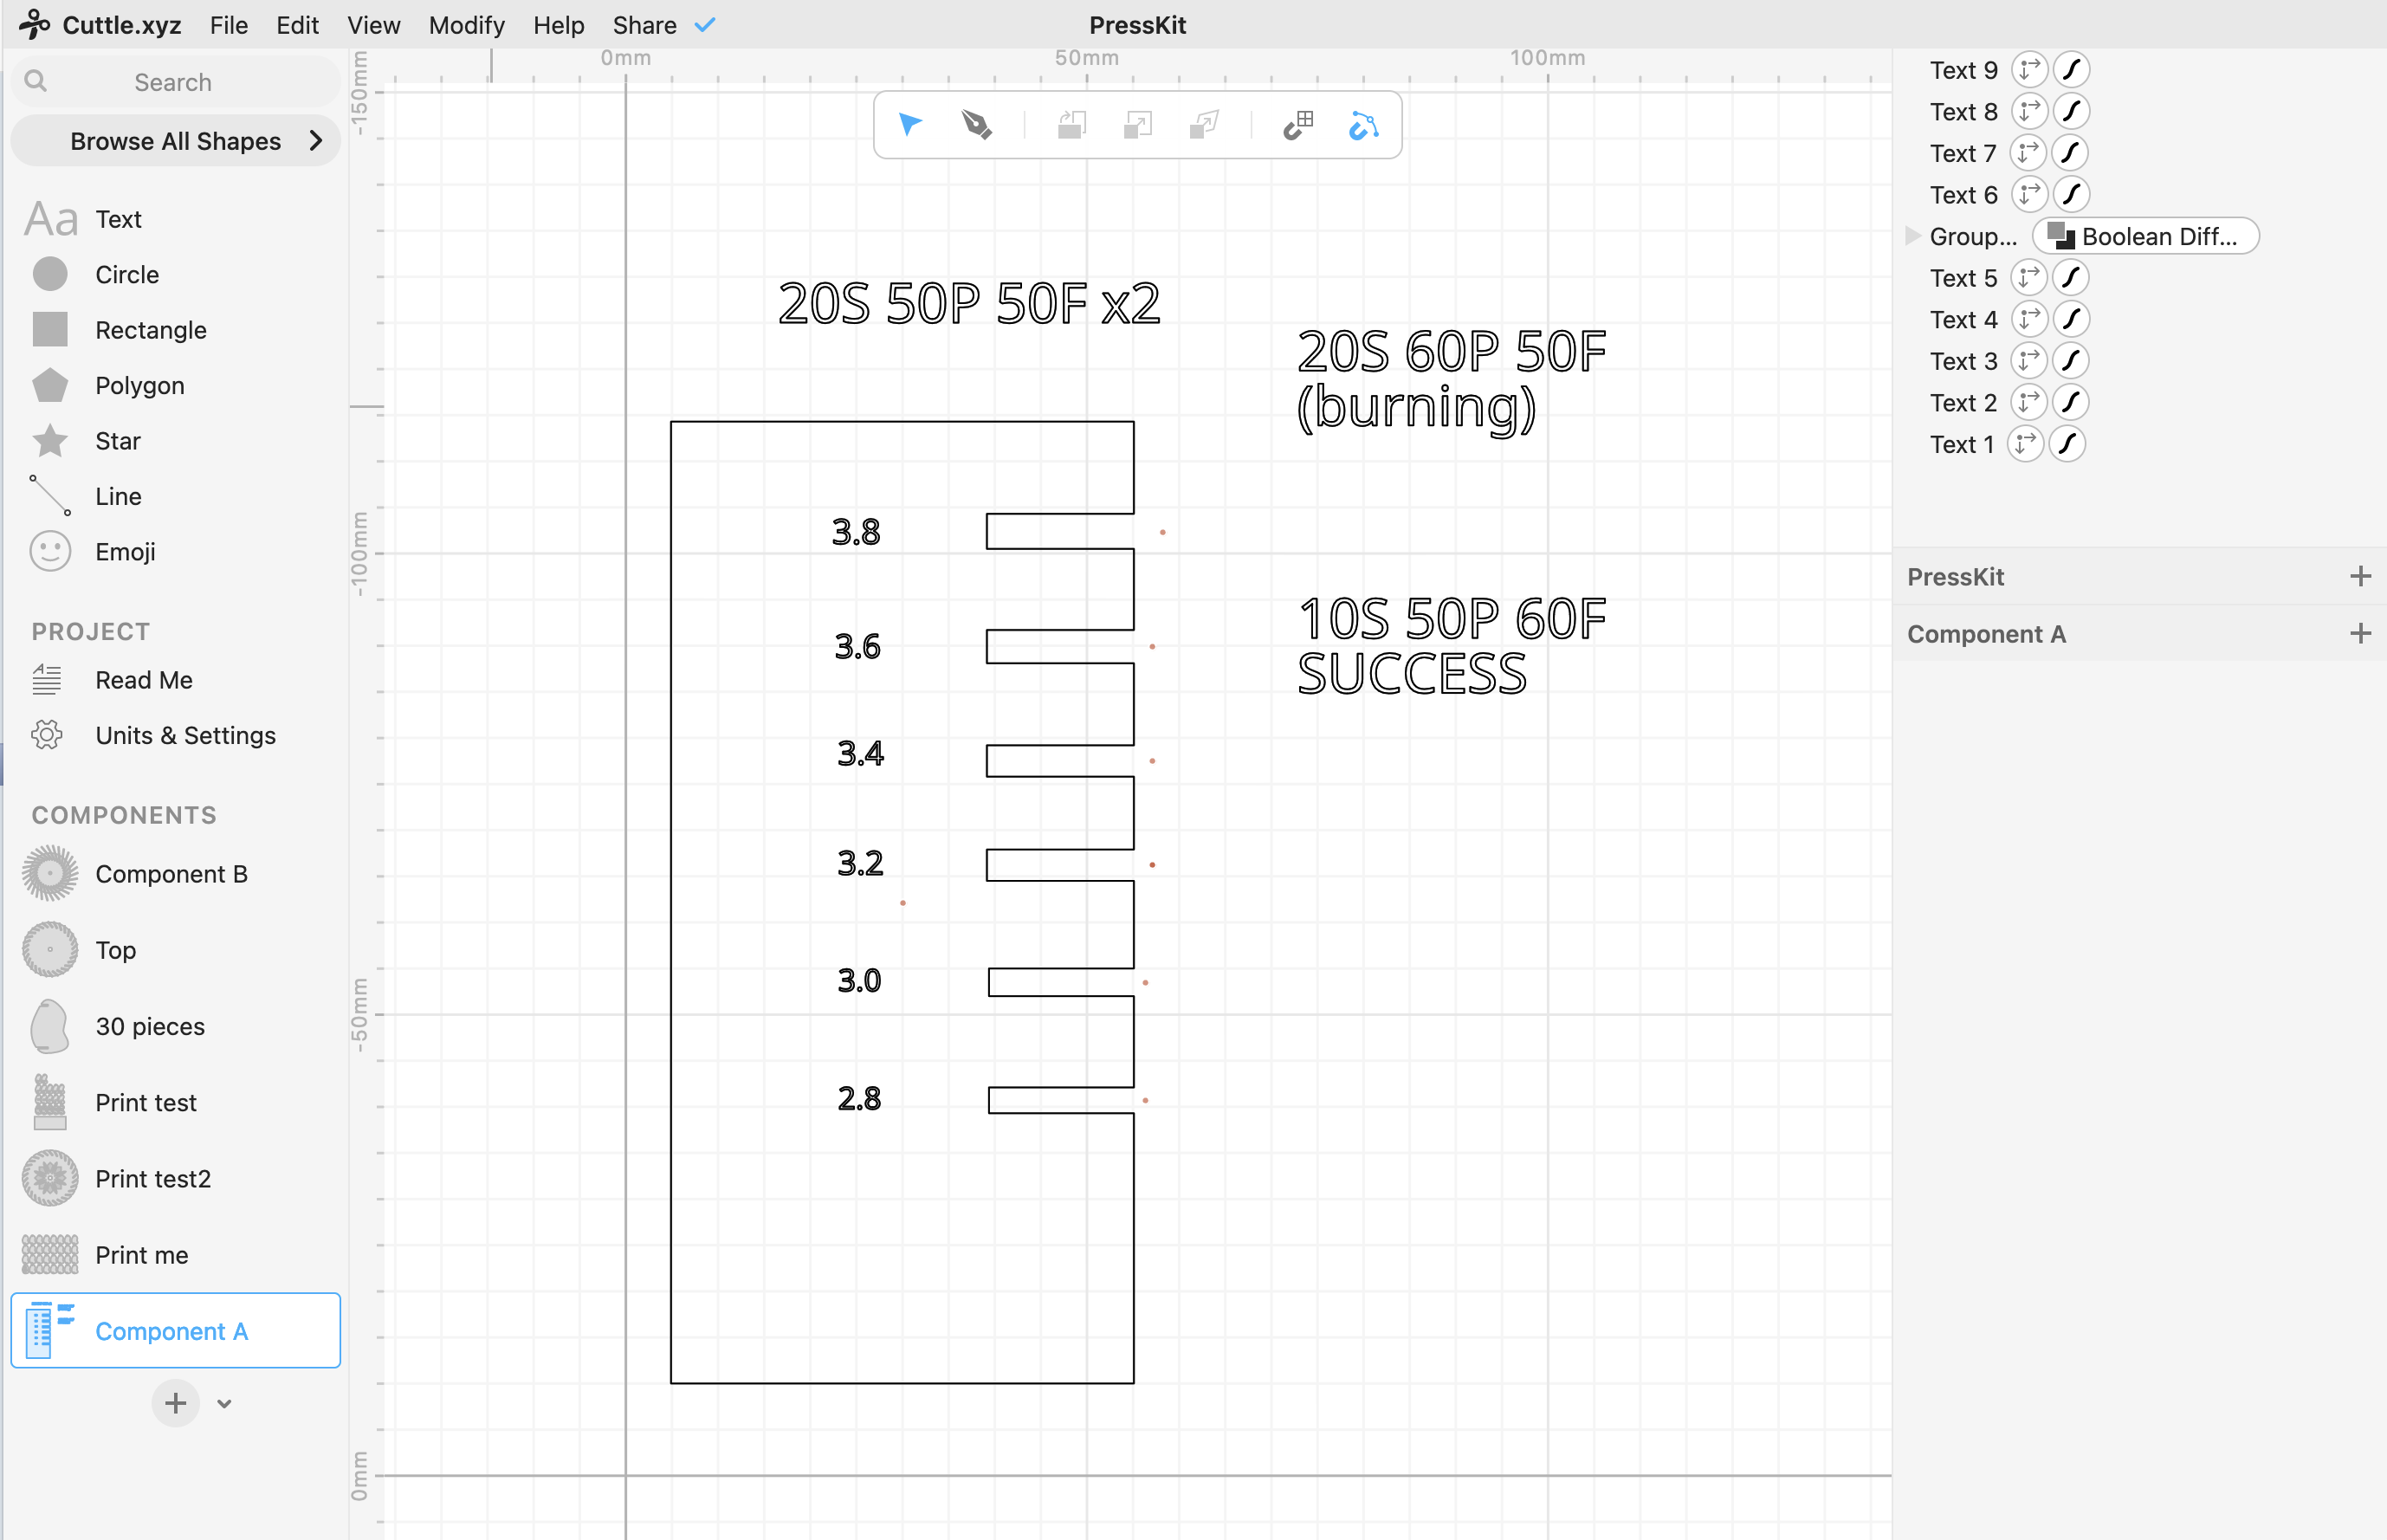 Cuttle.xyz File Edit View Modify Help Share PressKit
Search
Browse All Shapes
Aa Text
Circle
Rectangle
Polygon
Star
Line
Emoji
PROJECT
Read Me
Units & Settings
COMPONENTS
Component B
Top
30 pieces
Print test
Print test2
Print me
Component A
0mm 50mm 100mm
-150mm
-100mm
-50mm
0mm
20S 50P 50F x2
20S 60P 50F
(burning)
10S 50P 60F
SUCCESS
3.8
3.6
3.4
3.2
3.0
2.8
Text 9
Text 8
Text 7
Text 6
Group... Boolean Diff...
Text 5
Text 4
Text 3
Text 2
Text 1
PressKit
Component A